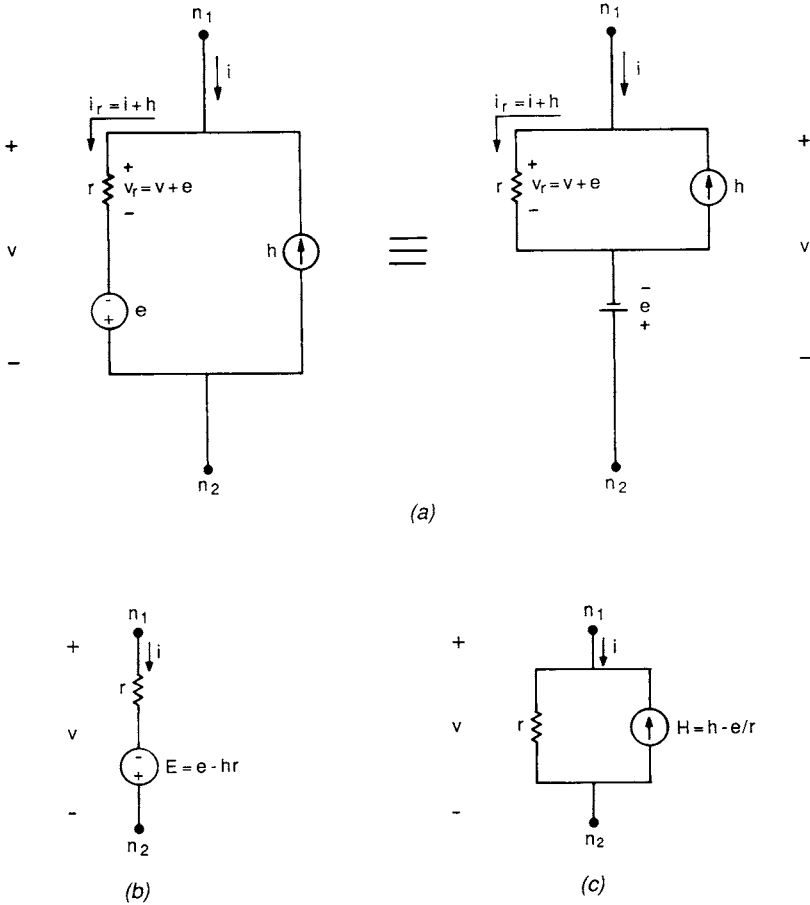 n1
n1
i
i
ir = i + h
ir = i + h
+
+
+
+
r
vr = v + e
r
vr = v + e
h
-
-
v
h
v
-
e
-
+
e
+
-
-
n2
n2
(a)
n1
n1
+
i
+
i
r
v
v
r
H = h - e/r
-
E = e - hr
+
-
-
n2
n2
(b)
(c)